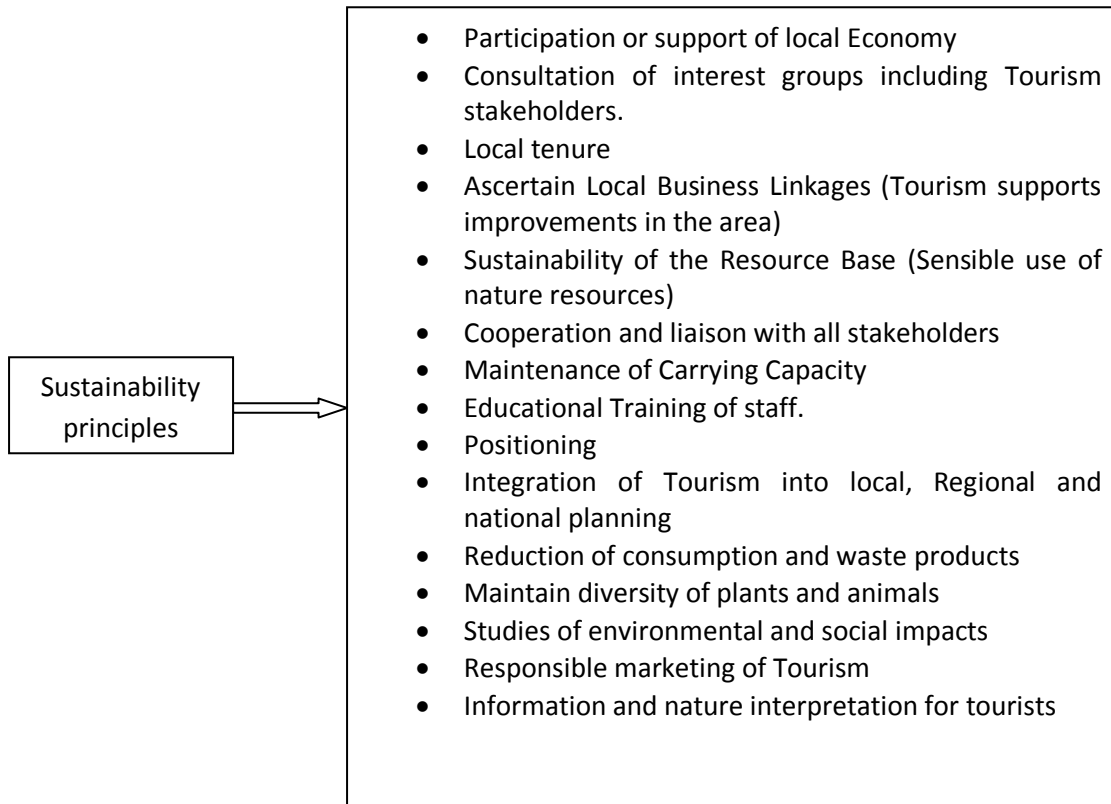 Sustainability
principles
• Participation or support of local Economy
• Consultation of interest groups including Tourism
stakeholders.
• Local tenure
• Ascertain Local Business Linkages (Tourism supports
improvements in the area)
• Sustainability of the Resource Base (Sensible use of
nature resources)
• Cooperation and liaison with all stakeholders
• Maintenance of Carrying Capacity
• Educational Training of staff.
• Positioning
• Integration of Tourism into local, Regional and
national planning
• Reduction of consumption and waste products
• Maintain diversity of plants and animals
• Studies of environmental and social impacts
• Responsible marketing of Tourism
• Information and nature interpretation for tourists